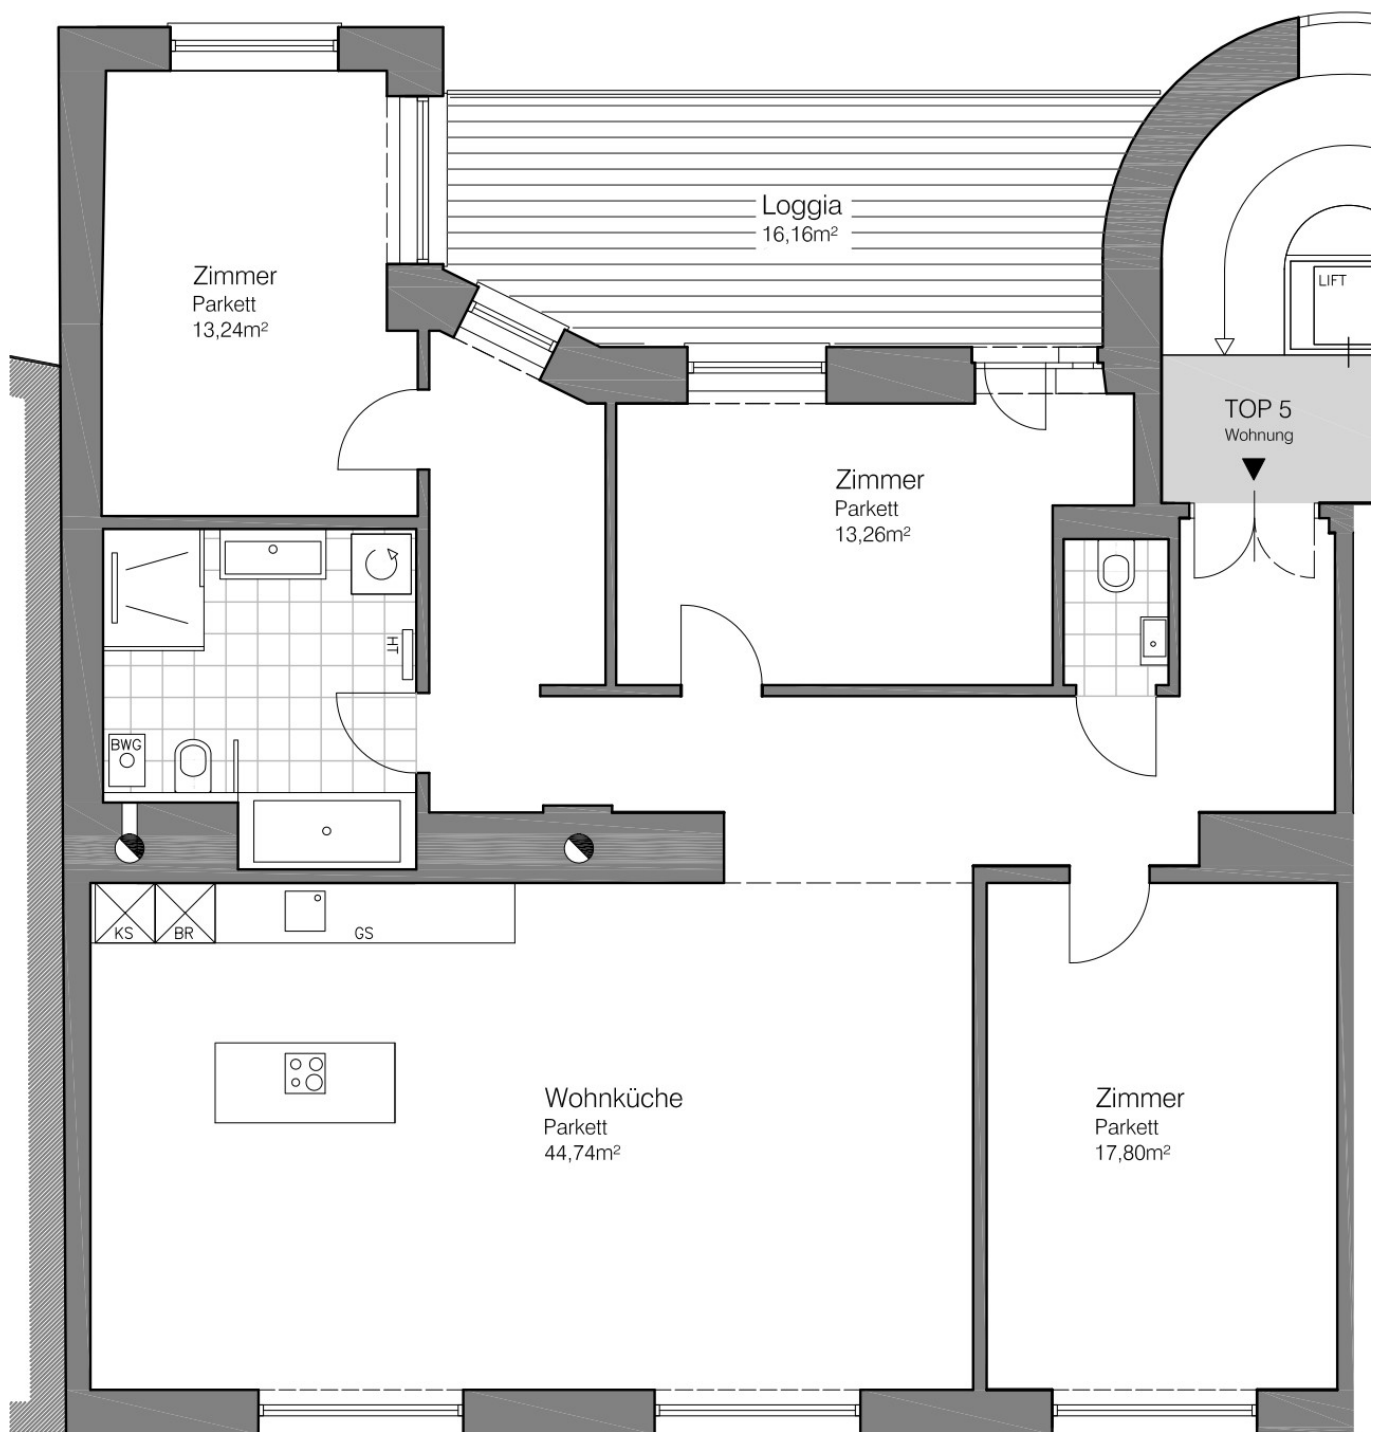 Loggia
16,16m²
Zimmer
Parkett
13,24m²
LIFT
TOP 5
Wohnung
Zimmer
Parkett
13,26m²
HT
BWG
KS
BR
GS
Wohnküche
Parkett
44,74m²
Zimmer
Parkett
17,80m²